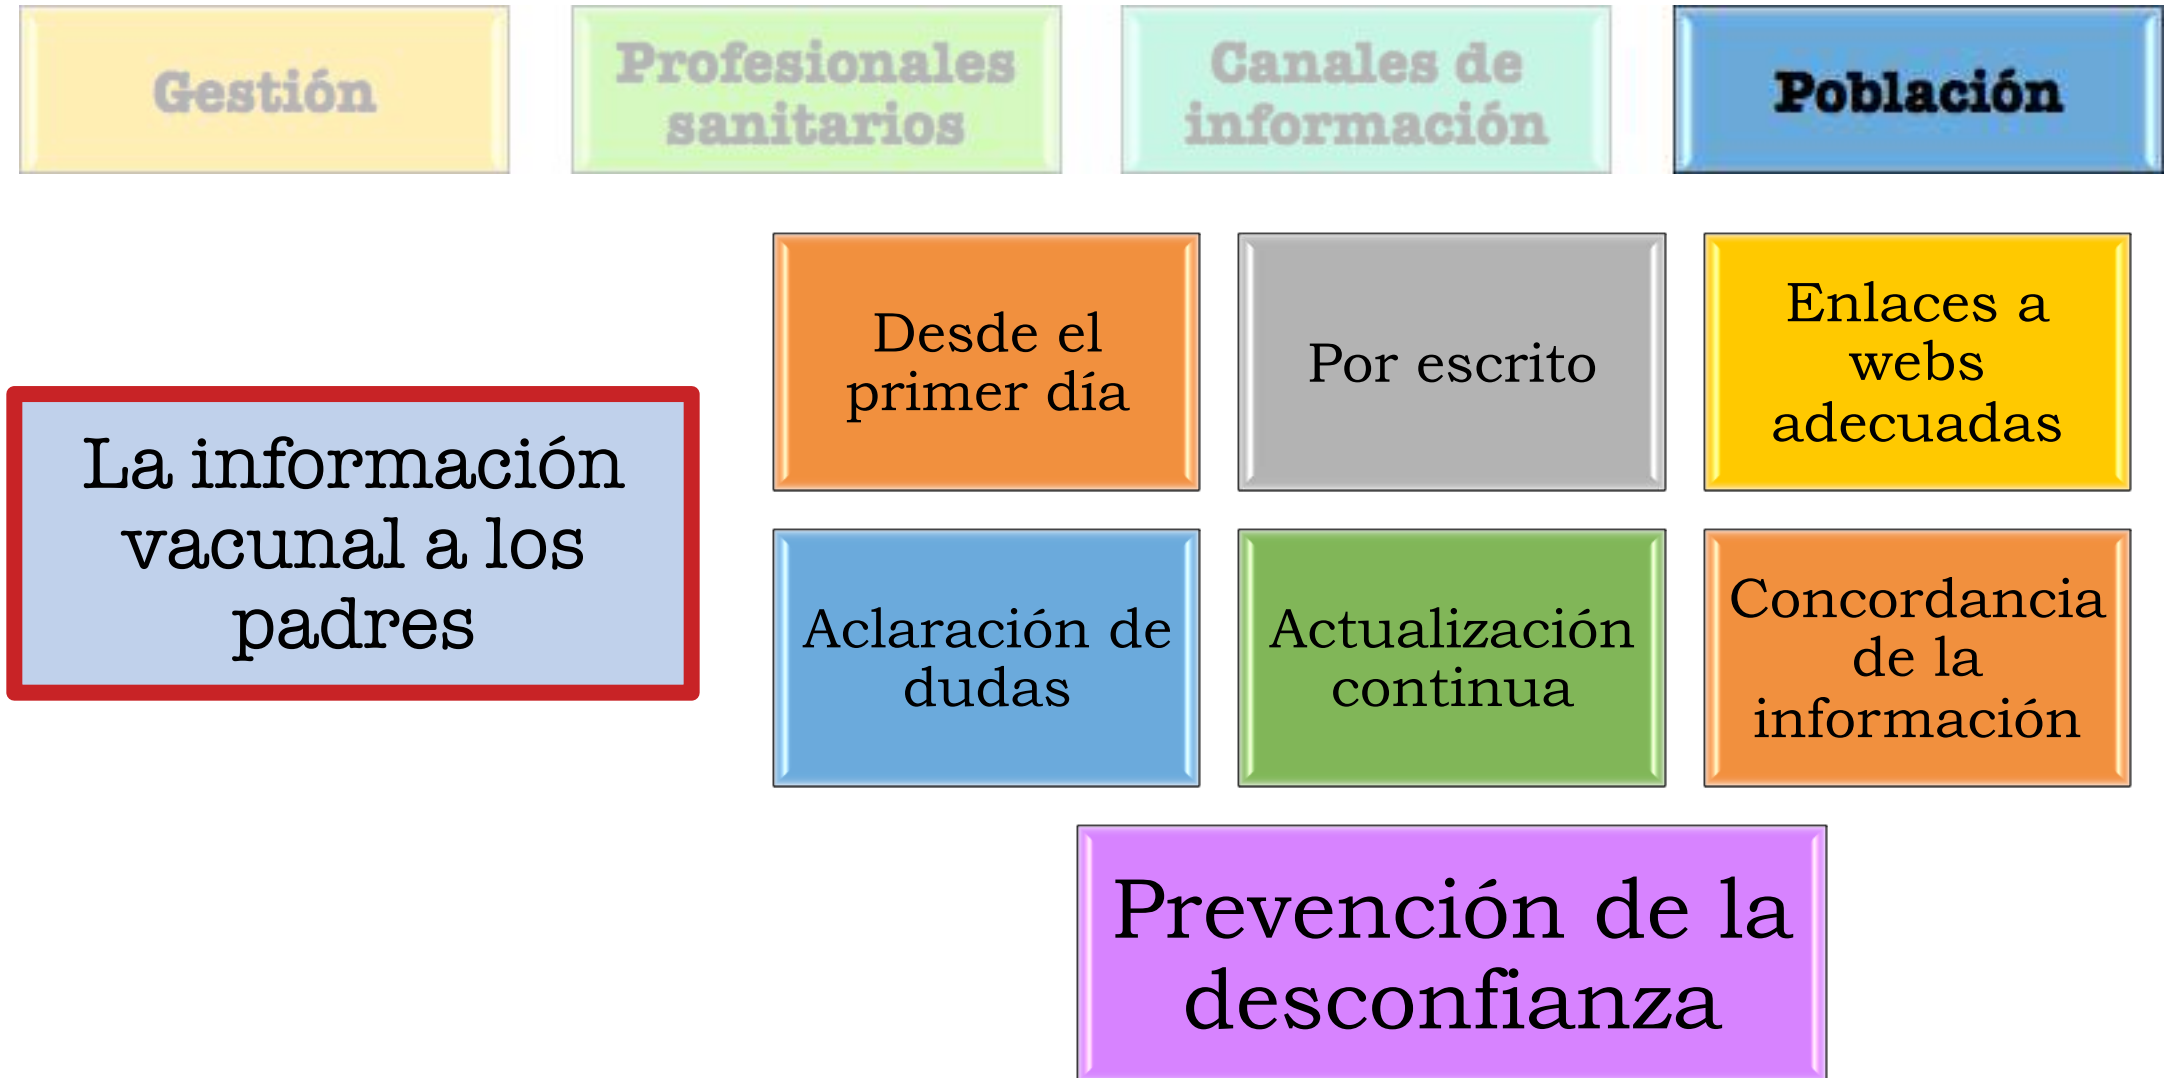 Gestión
Profesionales
sanitarios
Canales de
información
Población
La información
vacunal a los
padres
Desde el
primer día
Por escrito
Enlaces a
webs
adecuadas
Aclaración de
dudas
Actualización
continua
Concordancia
de la
información
Prevención de la
desconfianza